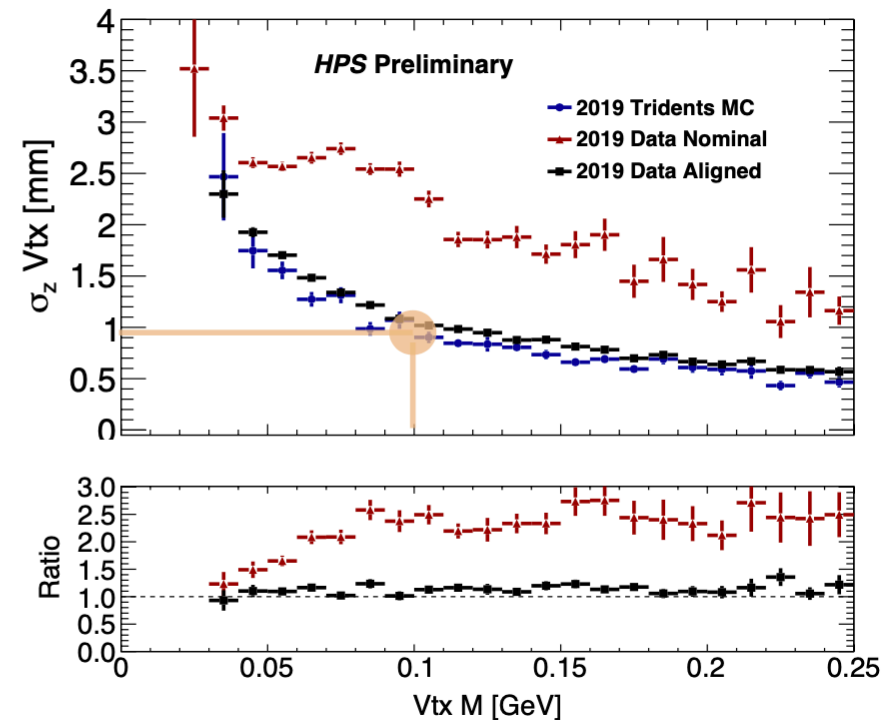 HPS Preliminary
2019 Tridents MC
2019 Data Nominal
2019 Data Aligned
σz Vtx [mm]
4
3.5
3
2.5
2
1.5
1
0.5
0
Ratio
3.0
2.5
2.0
1.5
1.0
0.5
0.0
0 0.05 0.1 0.15 0.2 0.25
Vtx M [GeV]